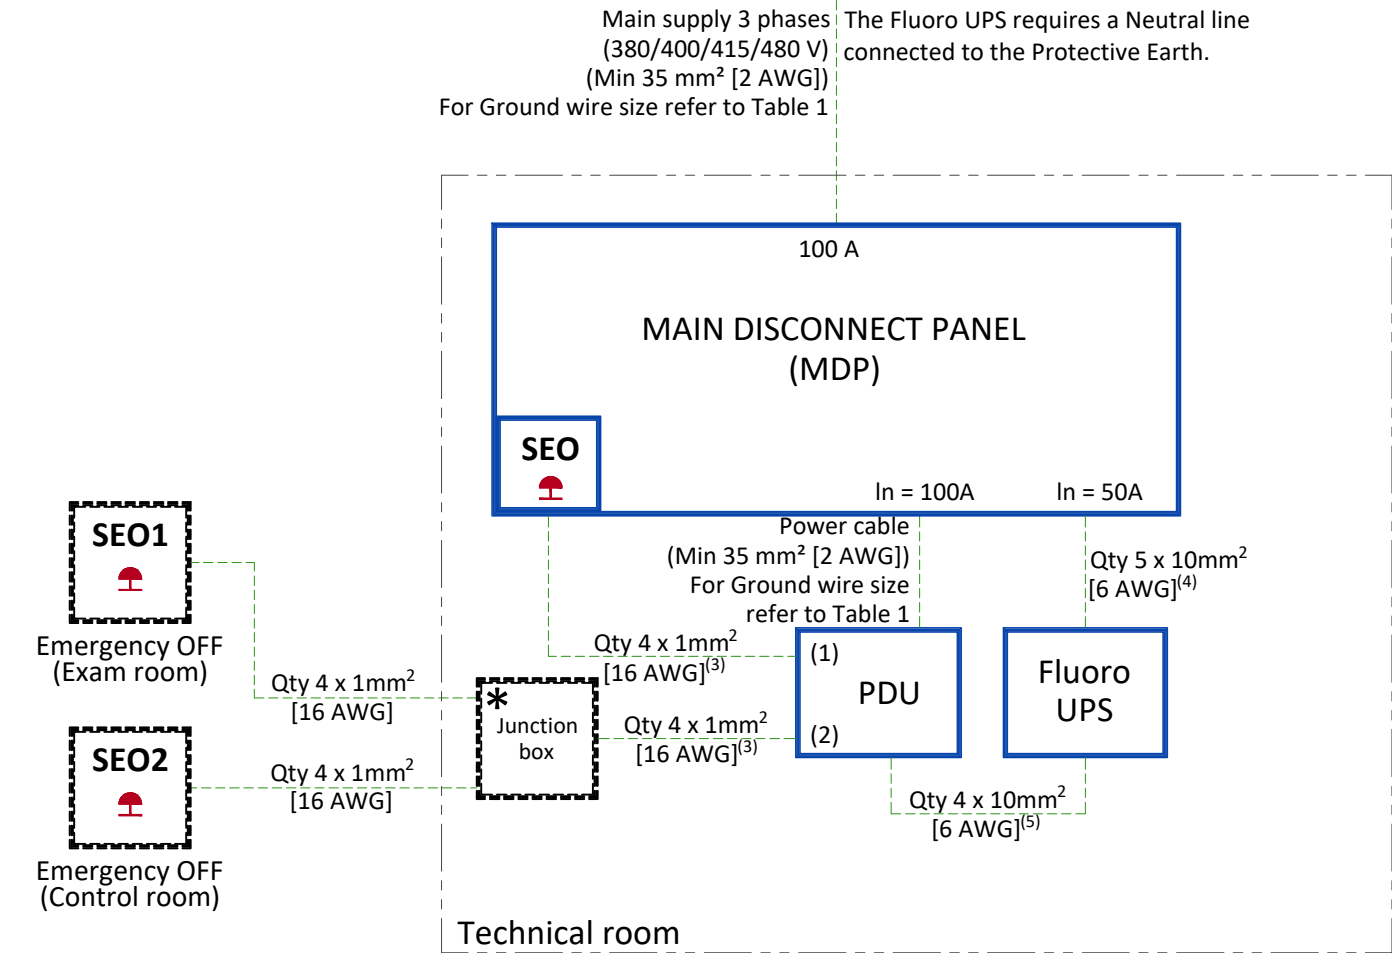 Main supply 3 phases
(380/400/415/480 V)
(Min 35 mm² [2 AWG])
For Ground wire size refer to Table 1
The Fluoro UPS requires a Neutral line
connected to the Protective Earth.
100 A
MAIN DISCONNECT PANEL
(MDP)
SEO
In = 100A
In = 50A
Power cable
(Min 35 mm² [2 AWG])
For Ground wire size
refer to Table 1
Qty 5 x 10mm²
[6 AWG]⁽⁴⁾
SEO1
Emergency OFF
(Exam room)
Qty 4 x 1mm²
[16 AWG]
Qty 4 x 1mm²
[16 AWG]⁽³⁾
(1)
PDU
(2)
Fluoro
UPS
*
Junction
box
Qty 4 x 1mm²
[16 AWG]⁽³⁾
SEO2
Emergency OFF
(Control room)
Qty 4 x 1mm²
[16 AWG]
Qty 4 x 10mm²
[6 AWG]⁽⁵⁾
Technical room